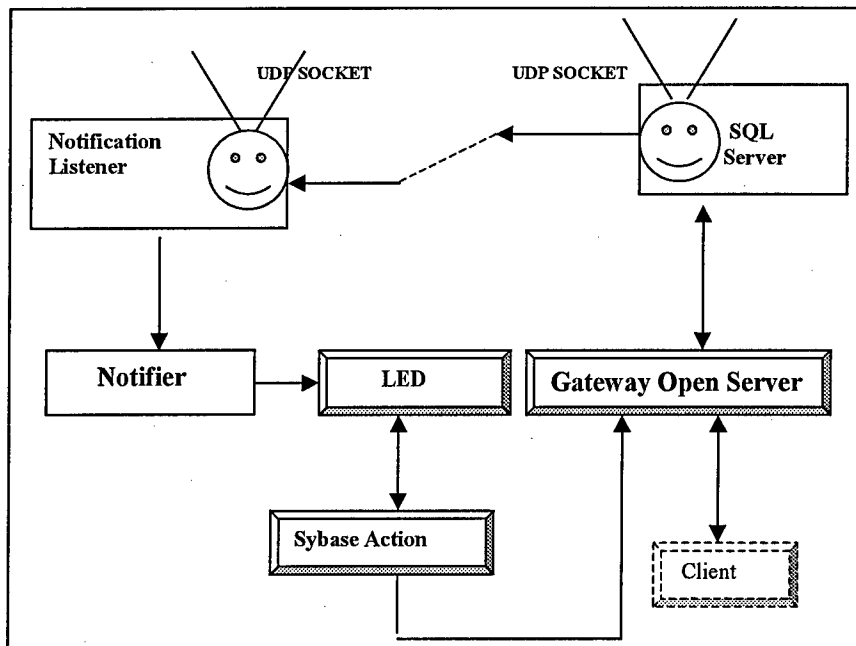 UDP SOCKET
UDP SOCKET
Notification
Listener
SQL
Server
Notifier
LED
Gateway Open Server
Sybase Action
Client